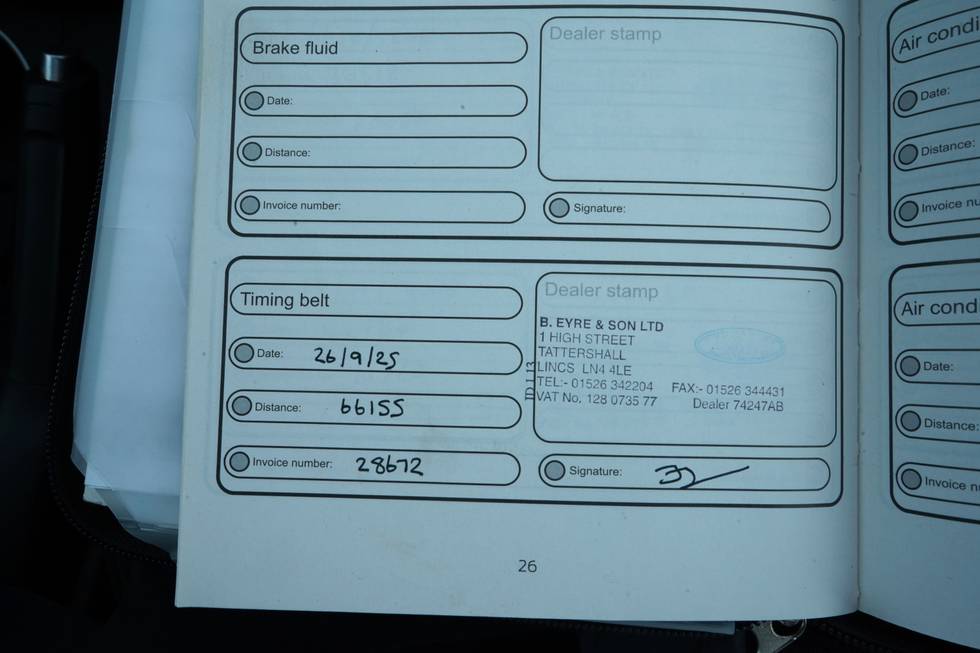 Brake fluid
Dealer stamp
Date:
Distance:
Invoice number:
Signature:
Timing belt
Dealer stamp
Date: 26/9/25
Distance: 66155
Invoice number: 28672
B. EYRE & SON LTD
1 HIGH STREET
TATTERSHALL
LINCS LN4 4LE
TEL:- 01526 342204 FAX:- 01526 344431
VAT No. 128 0735 77 Dealer 74247AB
Signature:
26
Air condi
Date:
Distance:
Invoice nu
Air cond
Date:
Distance:
Invoice n